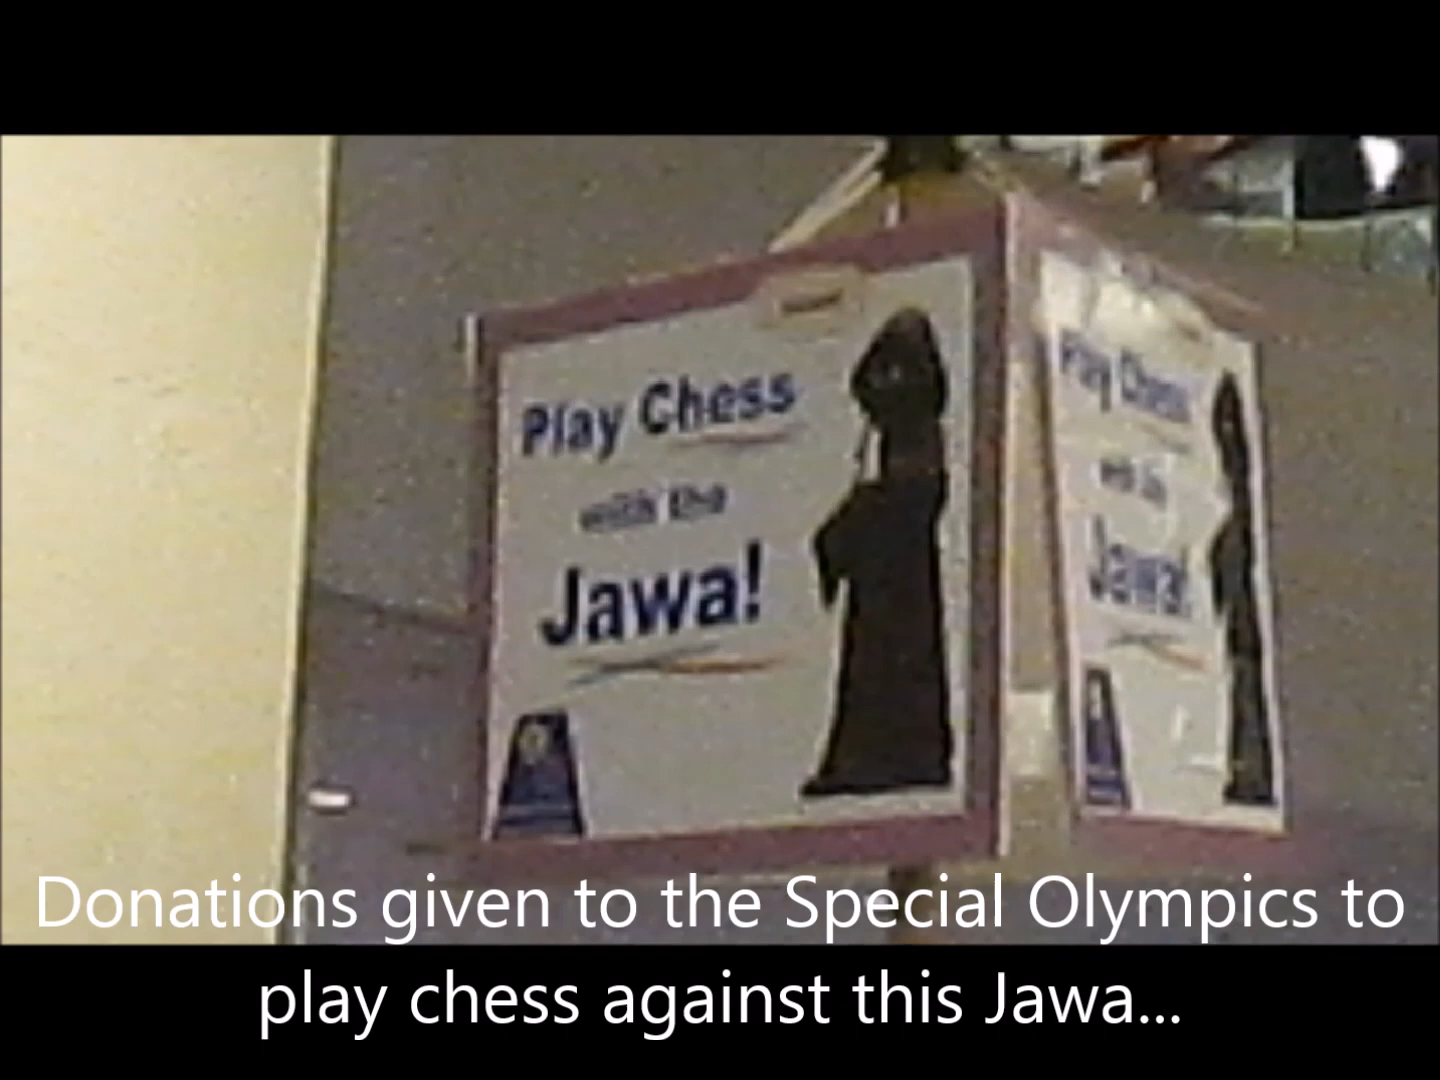 Play Chess
with the
Jawa!
Play Chess
Jawa!
Donations given to the Special Olympics to
play chess against this Jawa...